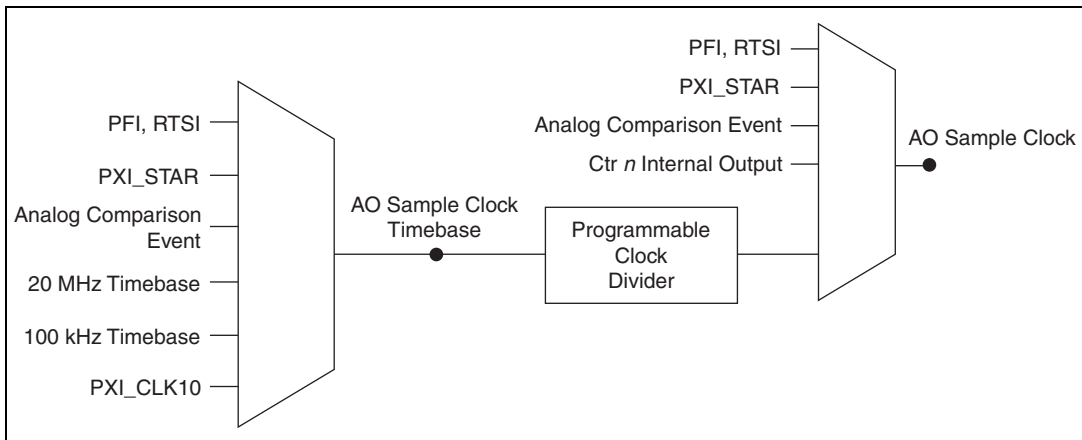 PFI, RTSI
PXI_STAR
Analog Comparison
Event
20 MHz Timebase
100 kHz Timebase
PXI_CLK10
AO Sample Clock
Timebase
Programmable
Clock
Divider
PFI, RTSI
PXI_STAR
Analog Comparison Event
Ctr n Internal Output
AO Sample Clock